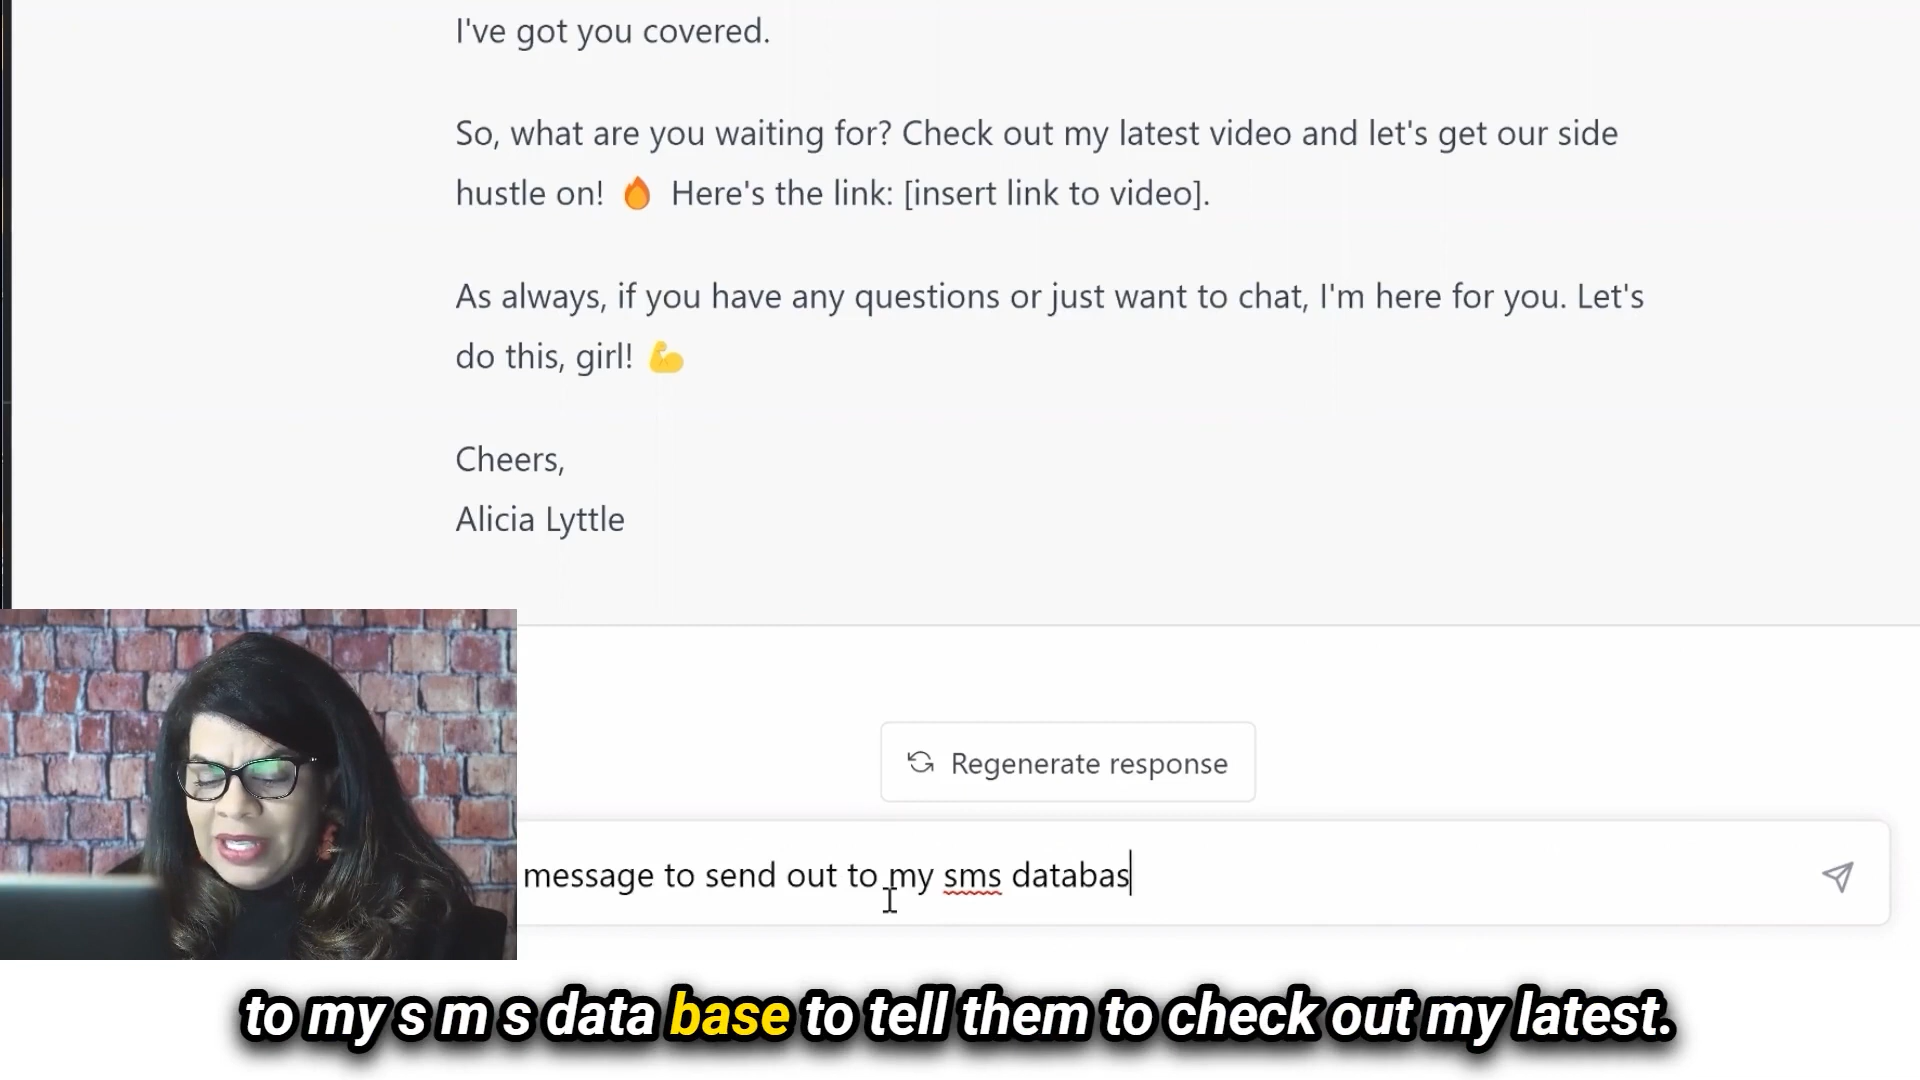 I've got you covered.
So, what are you waiting for? Check out my latest video and let's get our side
hustle on! 🔥 Here's the link: [insert link to video].
As always, if you have any questions or just want to chat, I'm here for you. Let's
do this, girl! 💪
Cheers,
Alicia Lyttle
Regenerate response
message to send out to my sms databas
to my s m s data base to tell them to check out my latest.